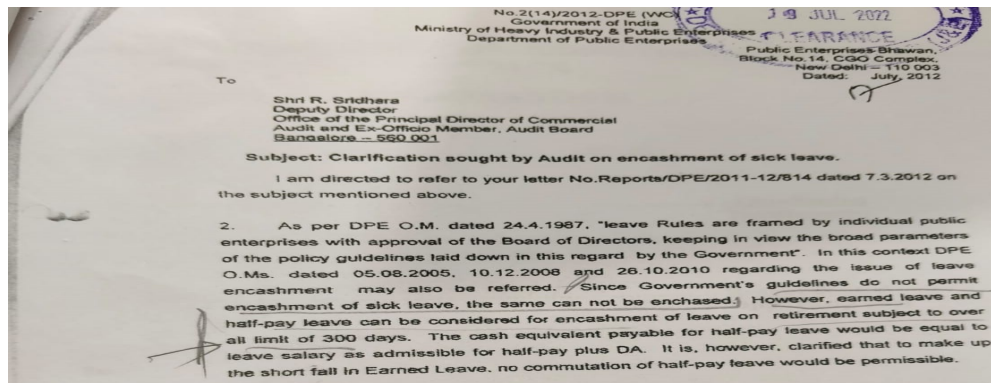 No.2(14)/2012-DPE (WC)
Government of India
Ministry of Heavy Industry & Public Enterprises
Department of Public Enterprises
19 JUL 2022
CLEARANCE
Public Enterprises Bhawan,
Block No.14, CGO Complex,
New Delhi – 110 003
Dated: July, 2012
To
Shri R. Sridhara
Deputy Director
Office of the Principal Director of Commercial
Audit and Ex-Officio Member, Audit Board
Bangalore – 560 001
Subject: Clarification sought by Audit on encashment of sick leave.
I am directed to refer to your letter No.Reports/DPE/2011-12/814 dated 7.3.2012 on
the subject mentioned above.
2. As per DPE O.M. dated 24.4.1987, "leave Rules are framed by individual public
enterprises with approval of the Board of Directors, keeping in view the broad parameters
of the policy guidelines laid down in this regard by the Government". In this context DPE
O.Ms. dated 05.08.2005, 10.12.2008 and 26.10.2010 regarding the issue of leave
encashment may also be referred. Since Government's guidelines do not permit
encashment of sick leave, the same can not be enchased. However, earned leave and
half-pay leave can be considered for encashment of leave on retirement subject to over
all limit of 300 days. The cash equivalent payable for half-pay leave would be equal to
leave salary as admissible for half-pay plus DA. It is, however, clarified that to make up
the short fall in Earned Leave, no commutation of half-pay leave would be permissible.